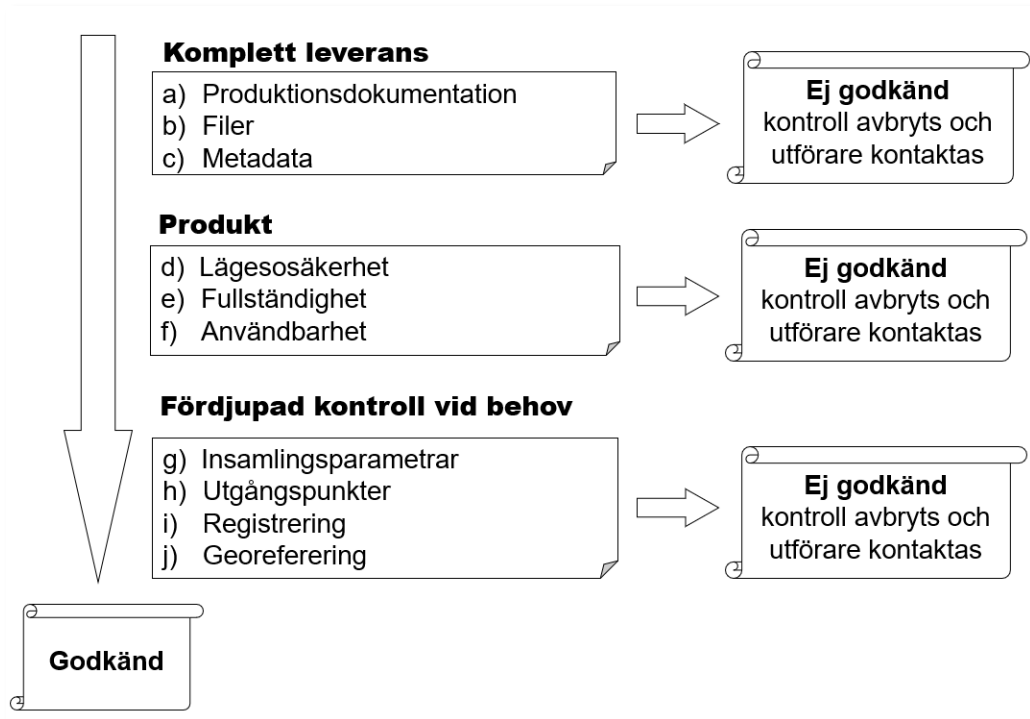 Komplett leverans
a) Produktionsdokumentation
b) Filer
c) Metadata
Ej godkänd
kontroll avbryts och
utförare kontaktas
Produkt
d) Lägesosäkerhet
e) Fullständighet
f) Användbarhet
Ej godkänd
kontroll avbryts och
utförare kontaktas
Fördjupad kontroll vid behov
g) Insamlingsparametrar
h) Utgångspunkter
i) Registrering
j) Georeferering
Ej godkänd
kontroll avbryts och
utförare kontaktas
Godkänd